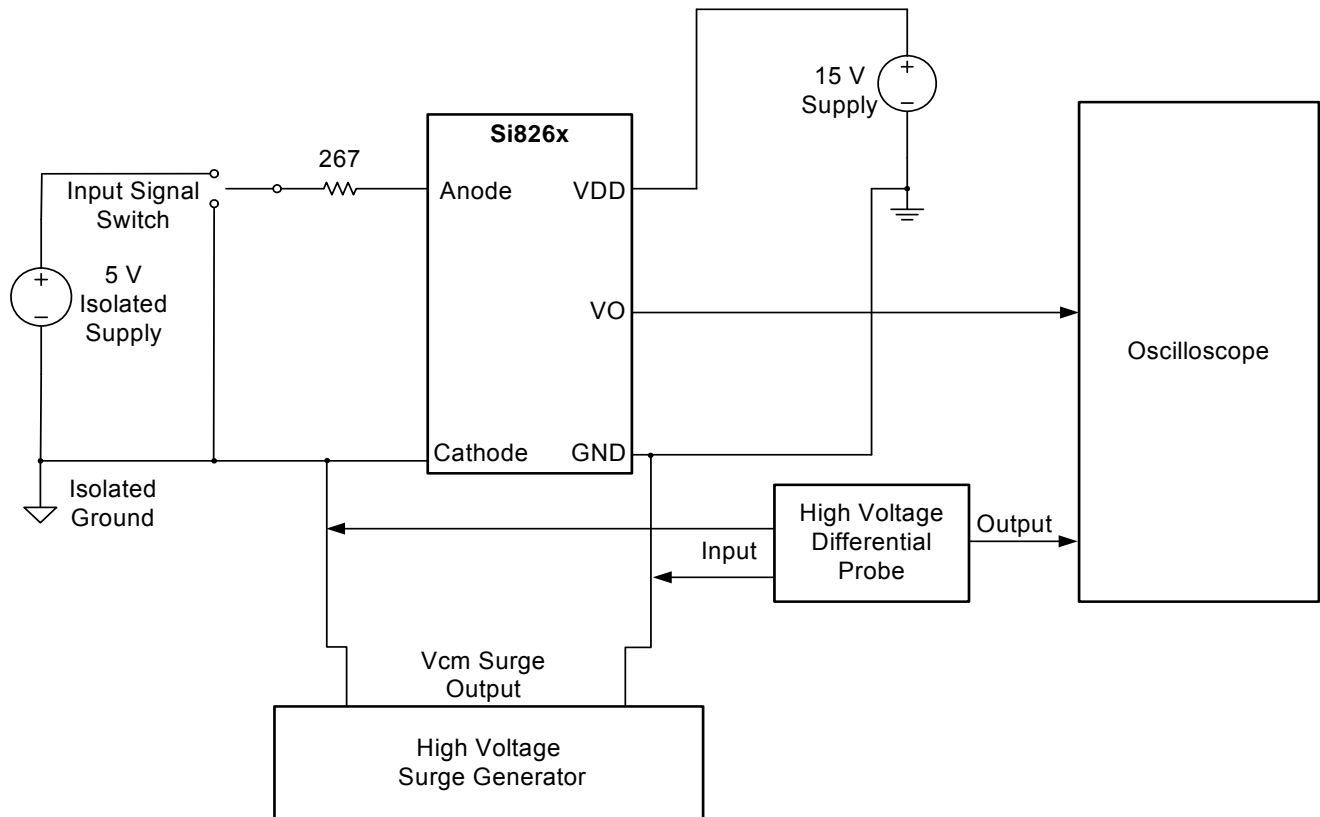 15 V
Supply
Si826x
267
Anode
VDD
Input Signal
Switch
5 V
Isolated
Supply
VO
Oscilloscope
Cathode
GND
Isolated
Ground
High Voltage
Differential
Probe
Output
Input
Vcm Surge
Output
High Voltage
Surge Generator